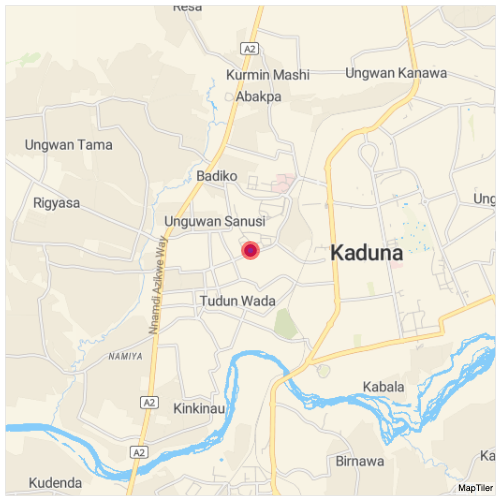 Resa
A2
Kurmin Mashi
Ungwan Kanawa
Abakpa
Ungwan Tama
Badiko
Rigyasa
Ung
Unguwan Sanusi
Nnamdi Azikwe Way
Kaduna
Tudun Wada
NAMIYA
Kabala
A2
Kinkinau
A2
Ka
Birnawa
Kudenda
MapTiler